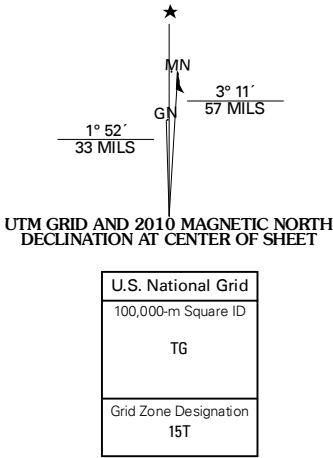 ★
MN
3° 11´
57 MILS
GN
1° 52´
33 MILS
UTM GRID AND 2010 MAGNETIC NORTH
DECLINATION AT CENTER OF SHEET
U.S. National Grid
100,000-m Square ID
TG
Grid Zone Designation
15T